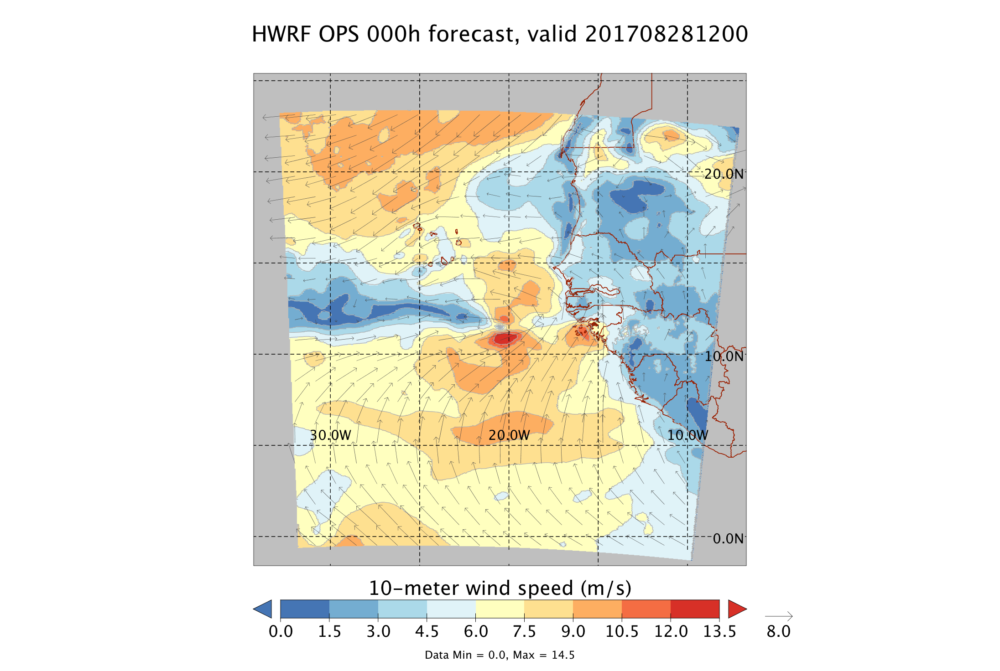 HWRF OPS 000h forecast, valid 201708281200
20.0N
10.0N
30.0W 20.0W 10.0W
0.0N
10-meter wind speed (m/s)
0.0 1.5 3.0 4.5 6.0 7.5 9.0 10.5 12.0 13.5 8.0
Data Min = 0.0, Max = 14.5